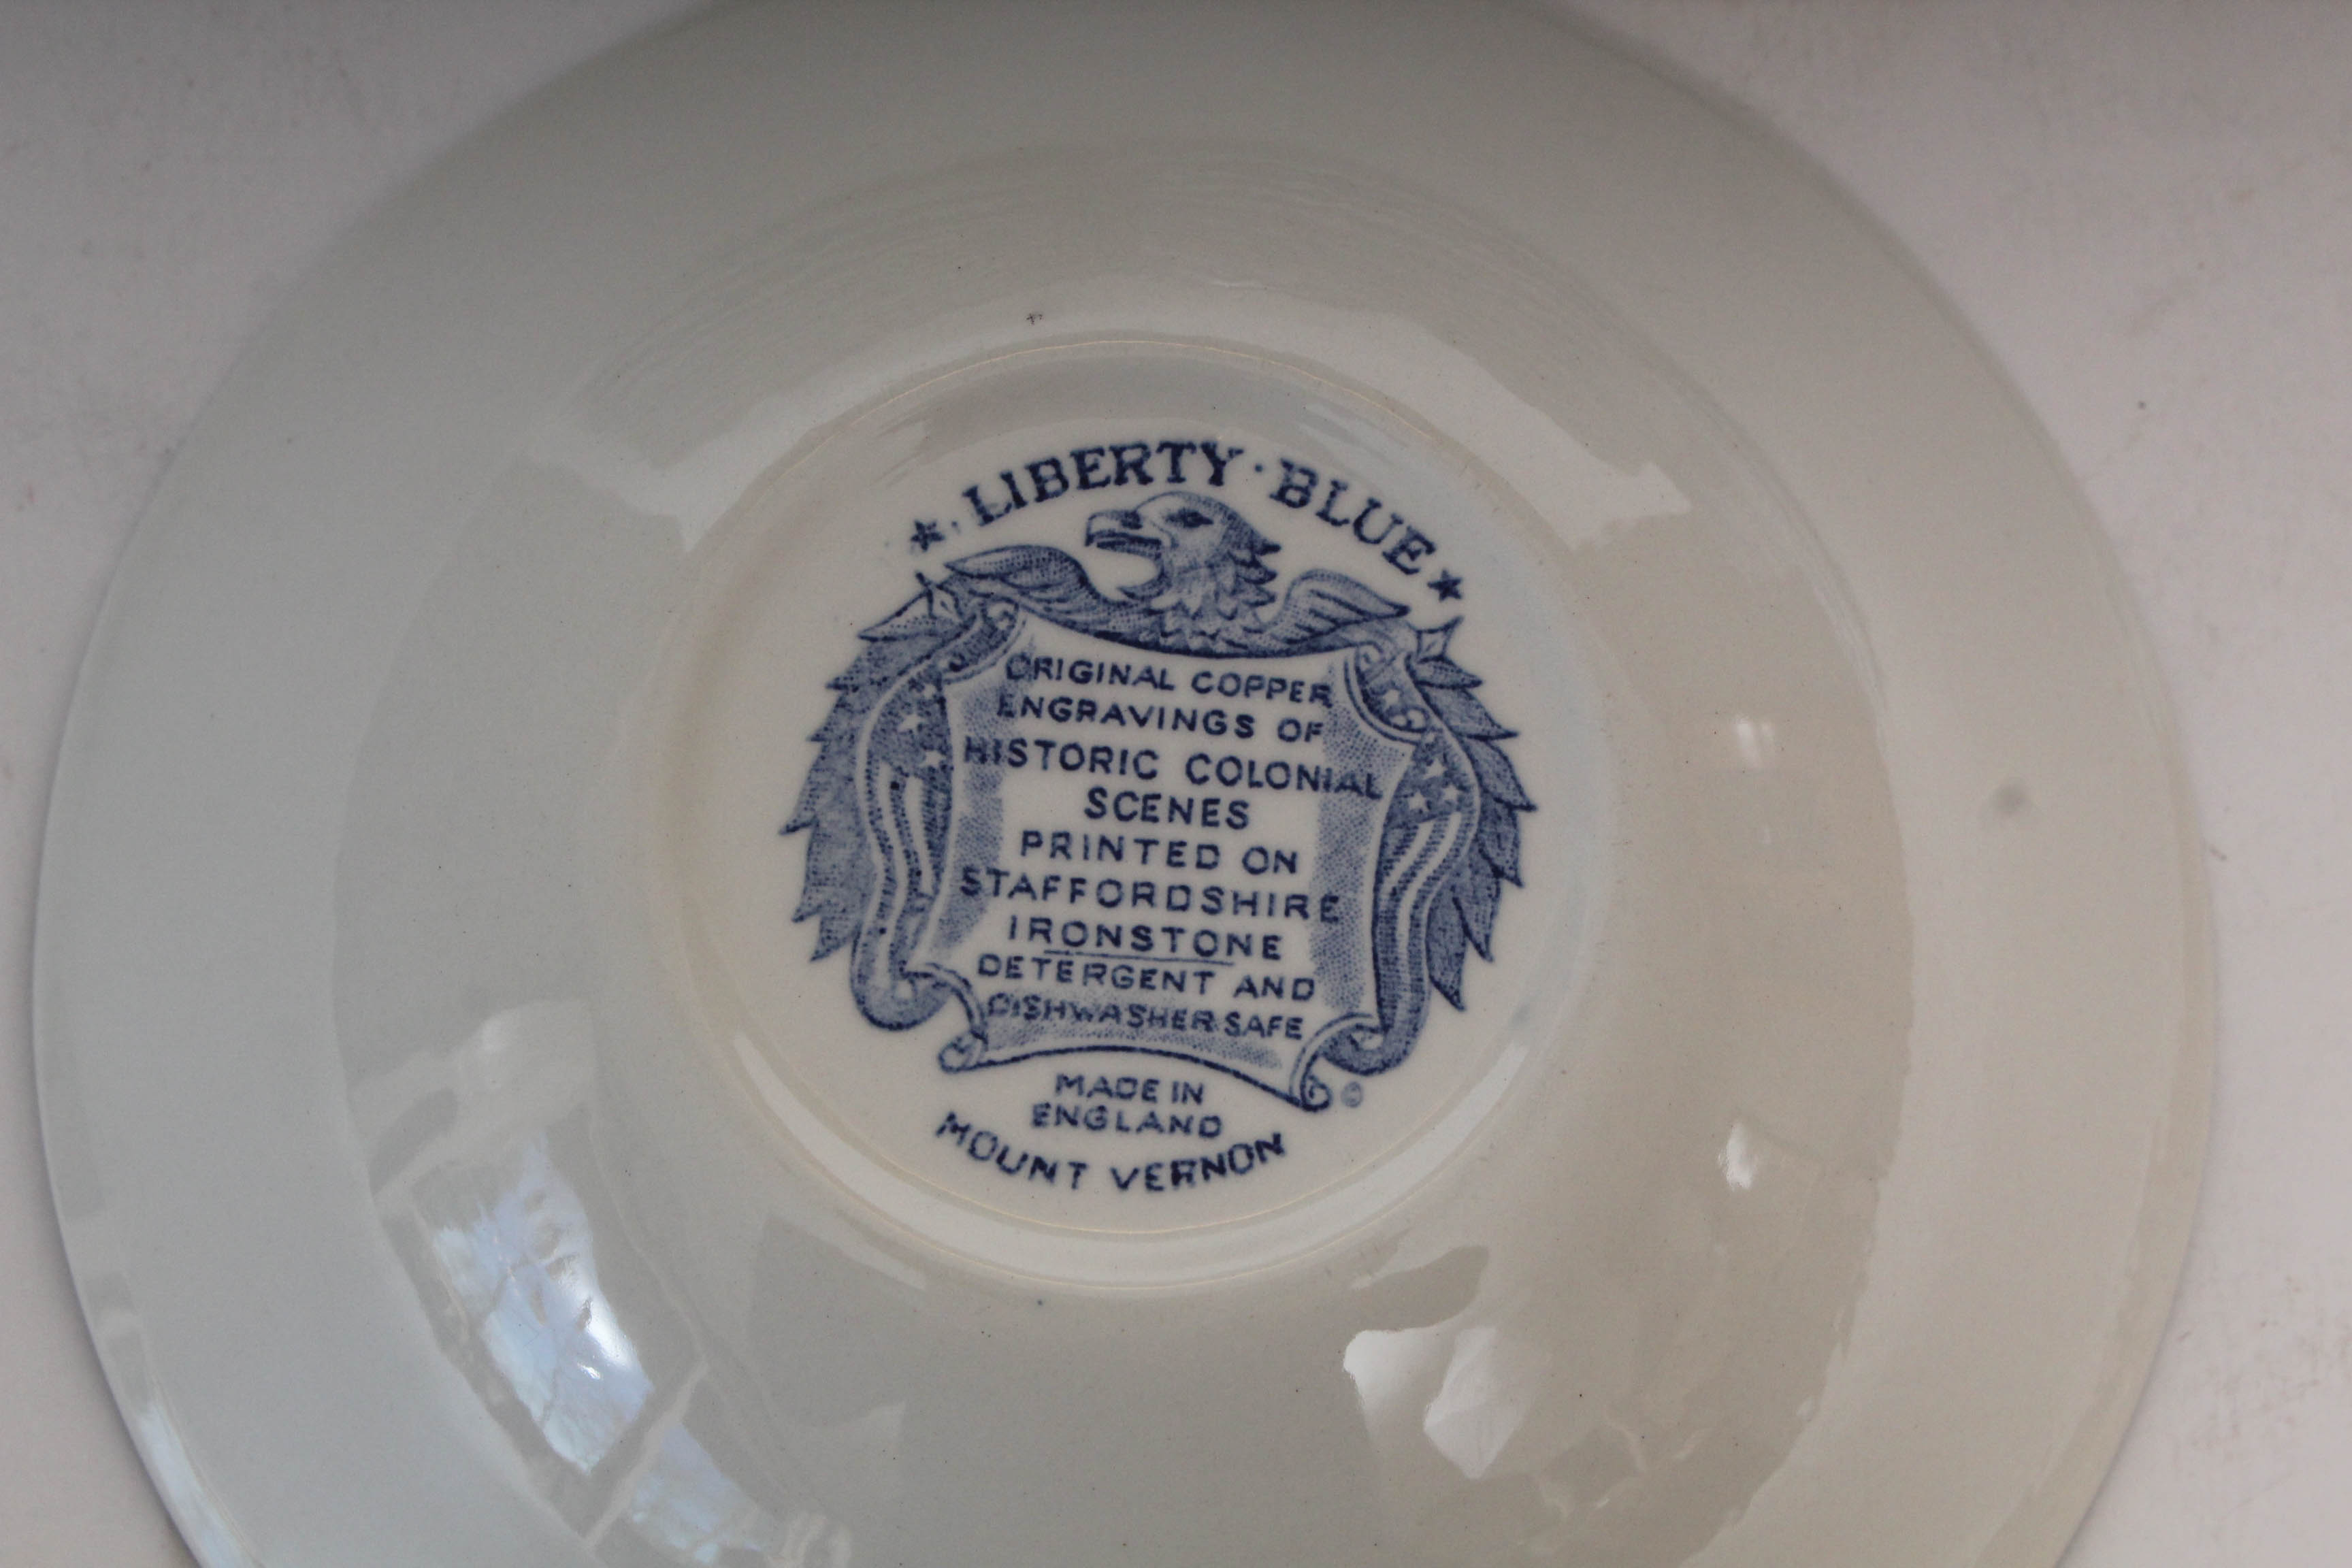 ★ LIBERTY · BLUE ★
ORIGINAL COPPER
ENGRAVINGS OF
HISTORIC COLONIAL
SCENES
PRINTED ON
STAFFORDSHIRE
IRONSTONE
DETERGENT AND
DISHWASHER SAFE
©
MADE IN
ENGLAND
MOUNT VERNON